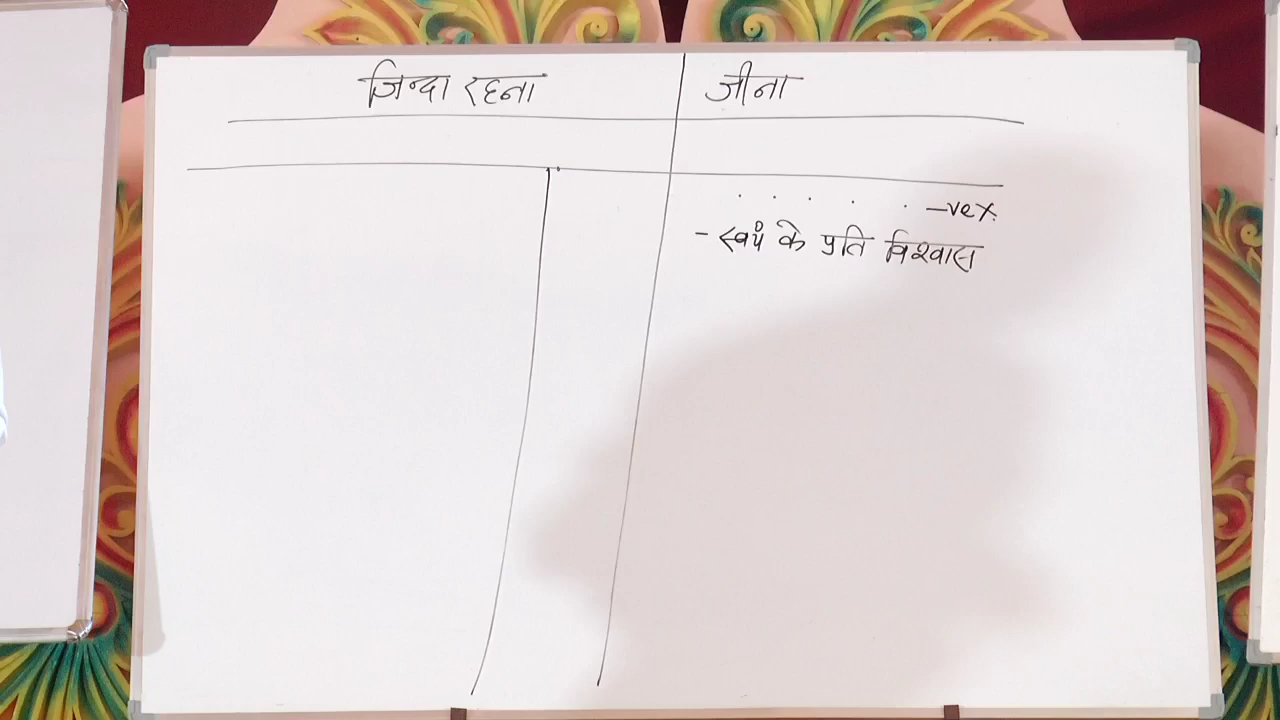 जिन्दा रहना
जीना
. . . . . -ve x.
- स्वयं के प्रति विश्वास